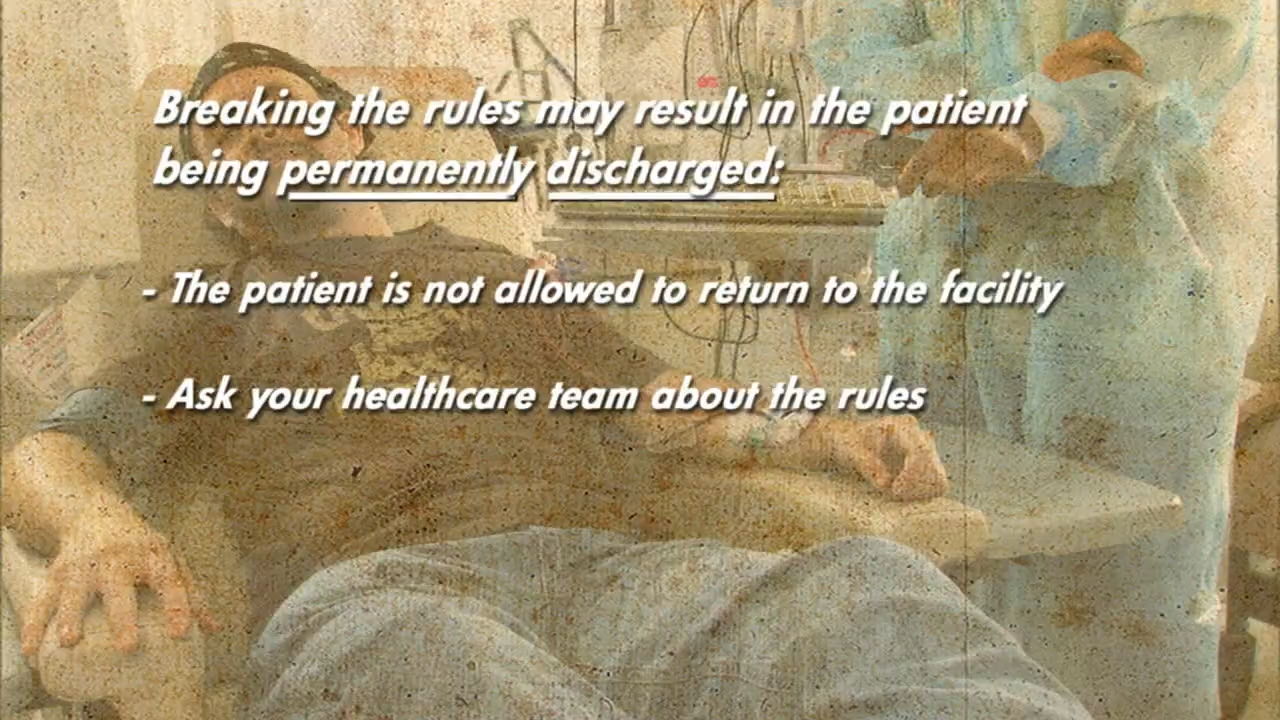 Breaking the rules may result in the patient
being permanently discharged:
- The patient is not allowed to return to the facility
- Ask your healthcare team about the rules